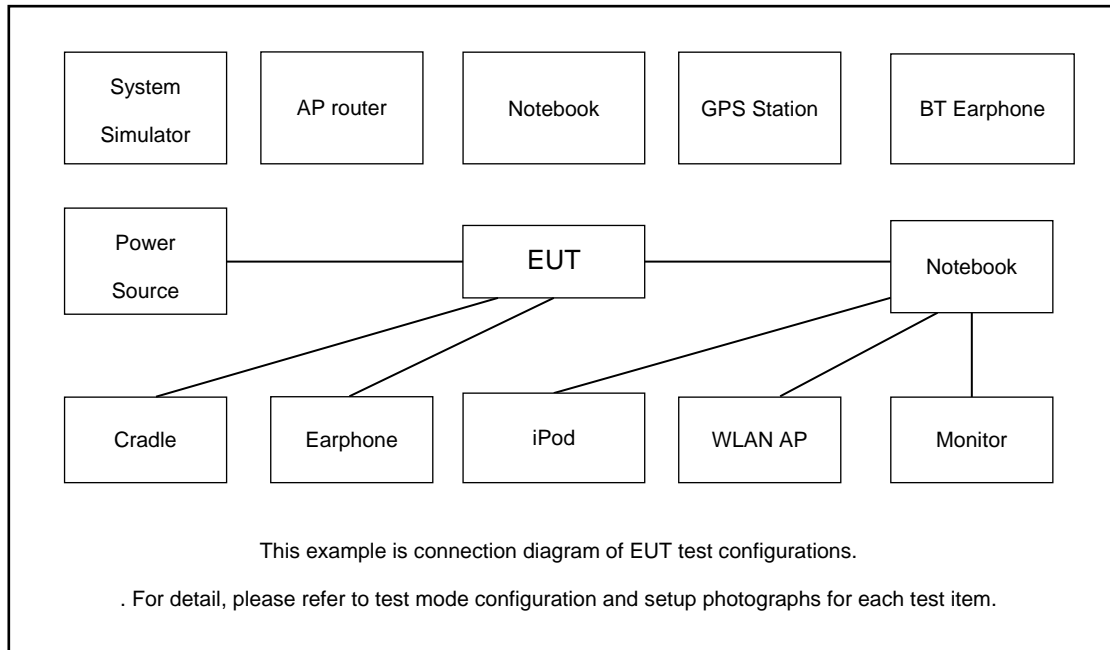 System
Simulator
AP router
Notebook
GPS Station
BT Earphone
Power
Source
EUT
Notebook
Cradle
Earphone
iPod
WLAN AP
Monitor
This example is connection diagram of EUT test configurations.
. For detail, please refer to test mode configuration and setup photographs for each test item.